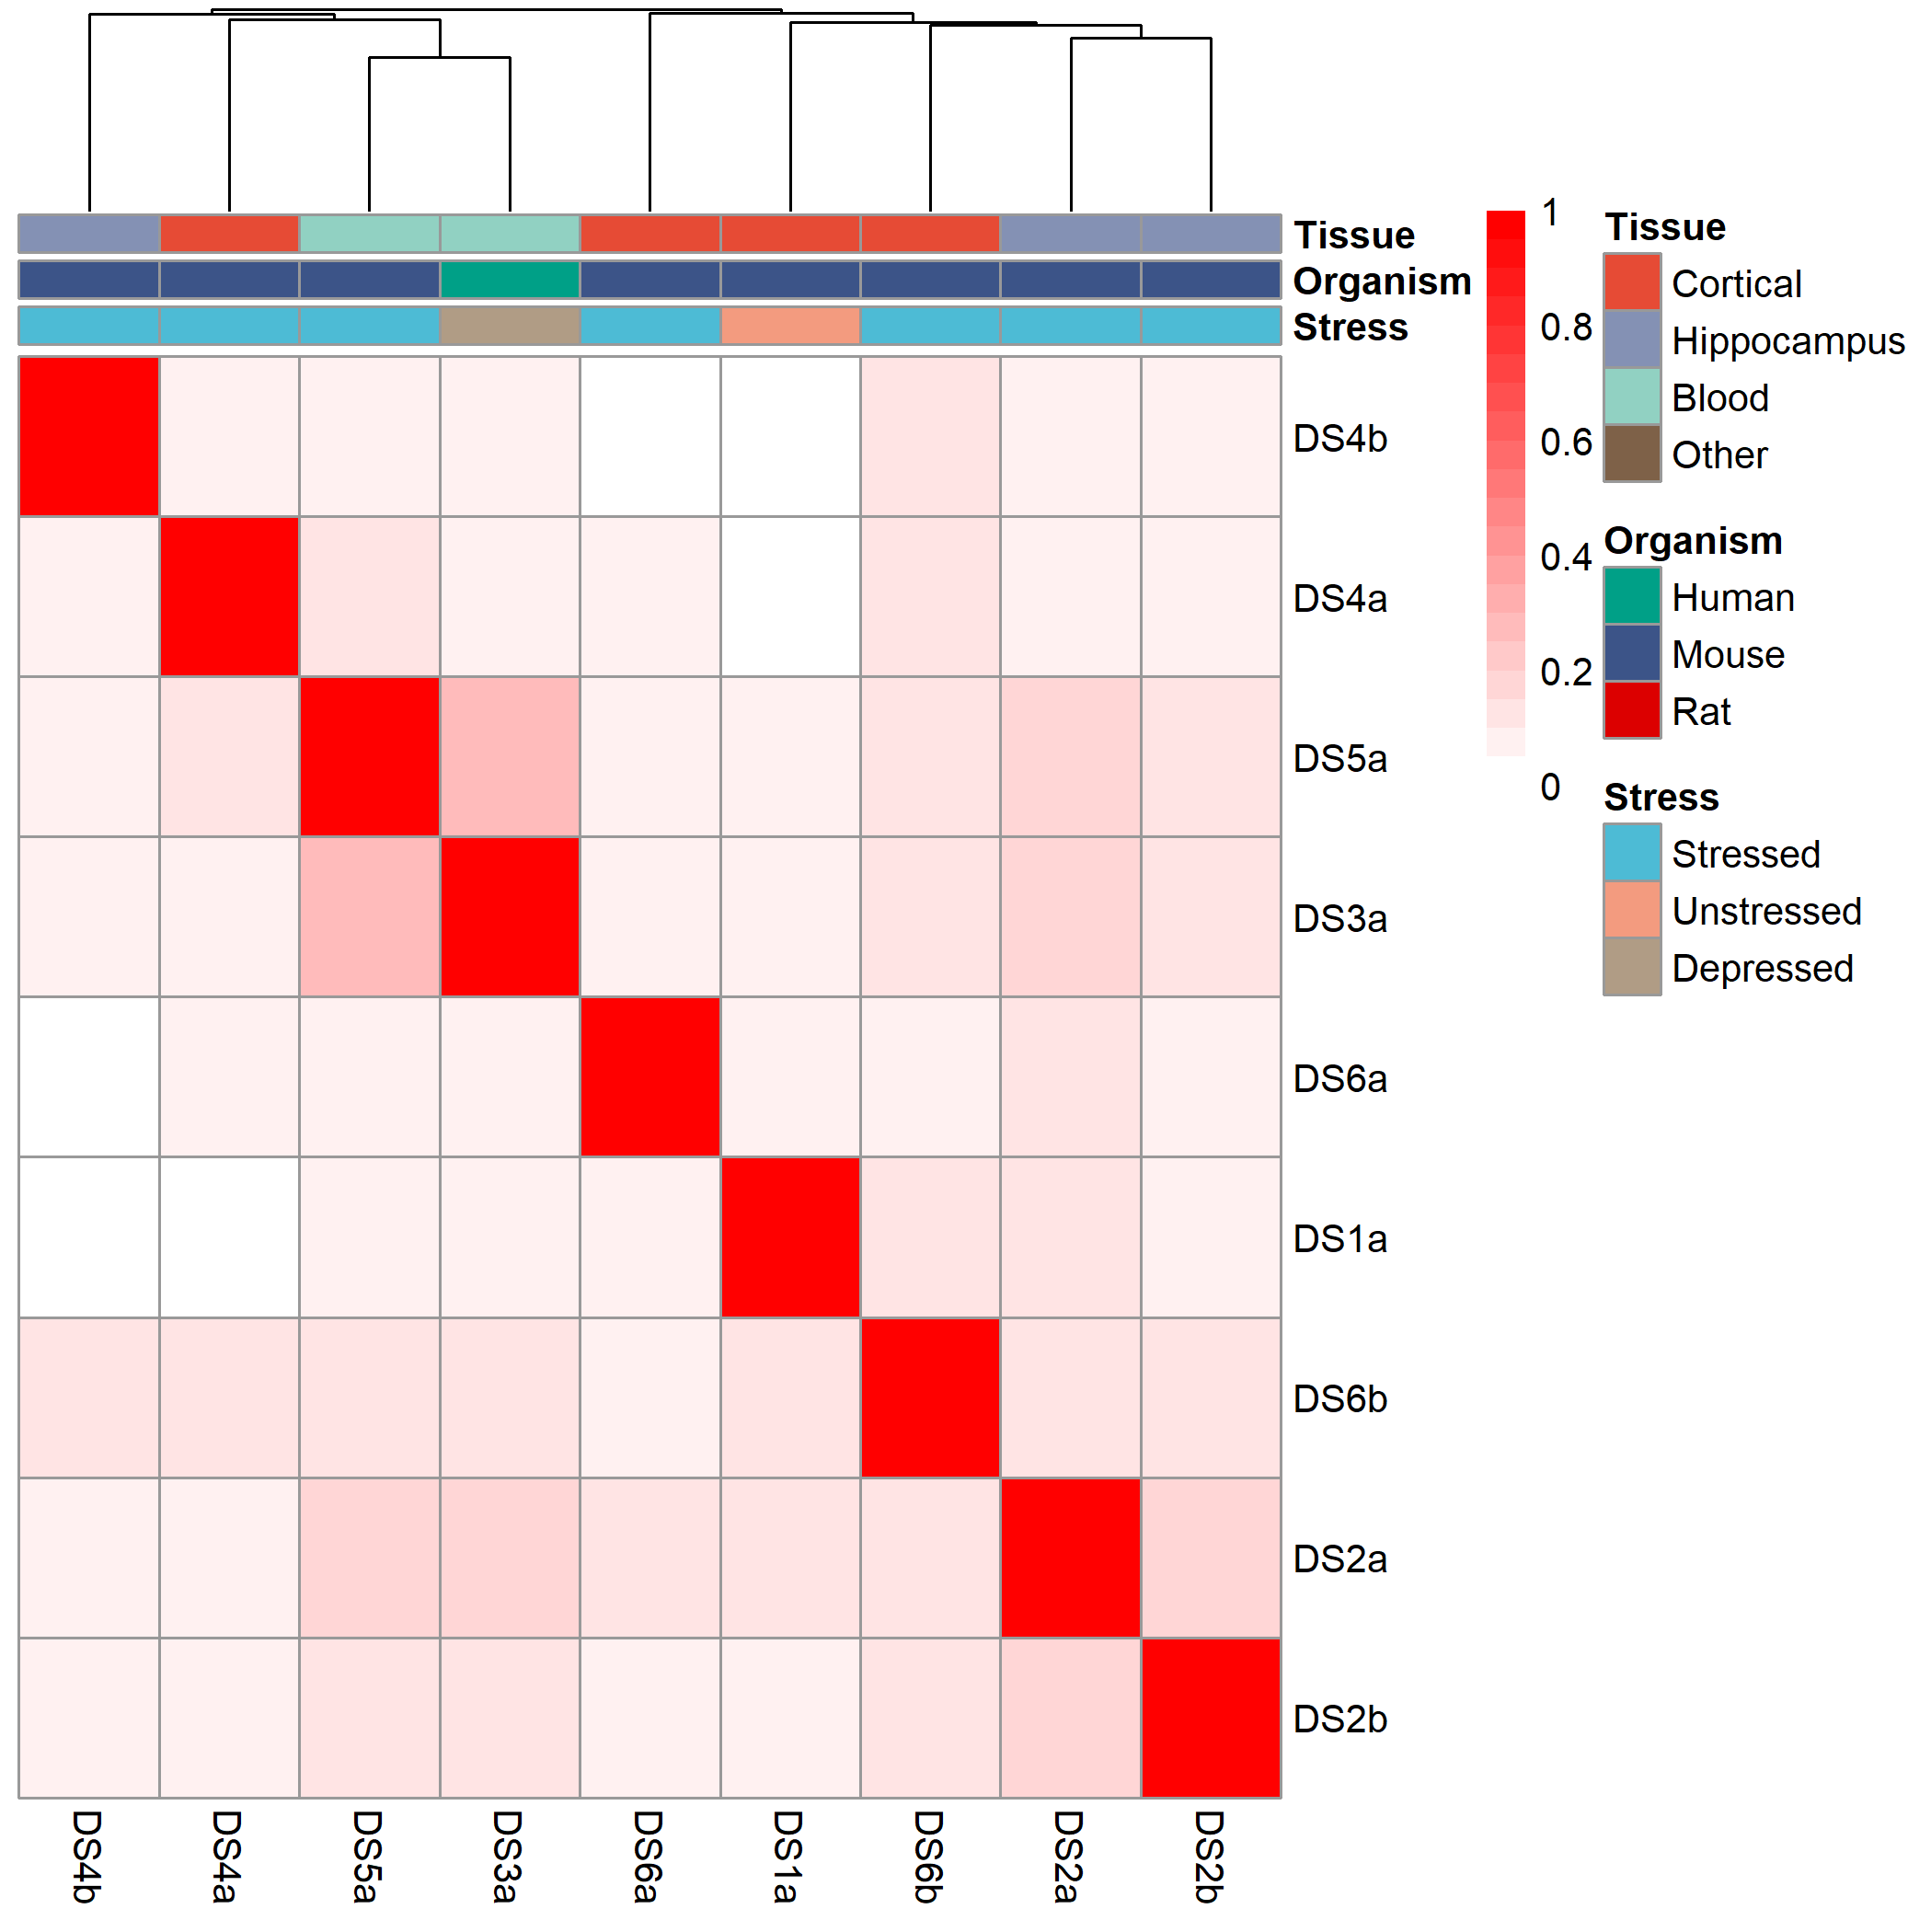 Tissue
Organism
Stress
DS4b
DS4a
DS5a
DS3a
DS6a
DS1a
DS6b
DS2a
DS2b
DS4b
DS4a
DS5a
DS3a
DS6a
DS1a
DS6b
DS2a
DS2b
1
0.8
0.6
0.4
0.2
0
Tissue
Cortical
Hippocampus
Blood
Other
Organism
Human
Mouse
Rat
Stress
Stressed
Unstressed
Depressed